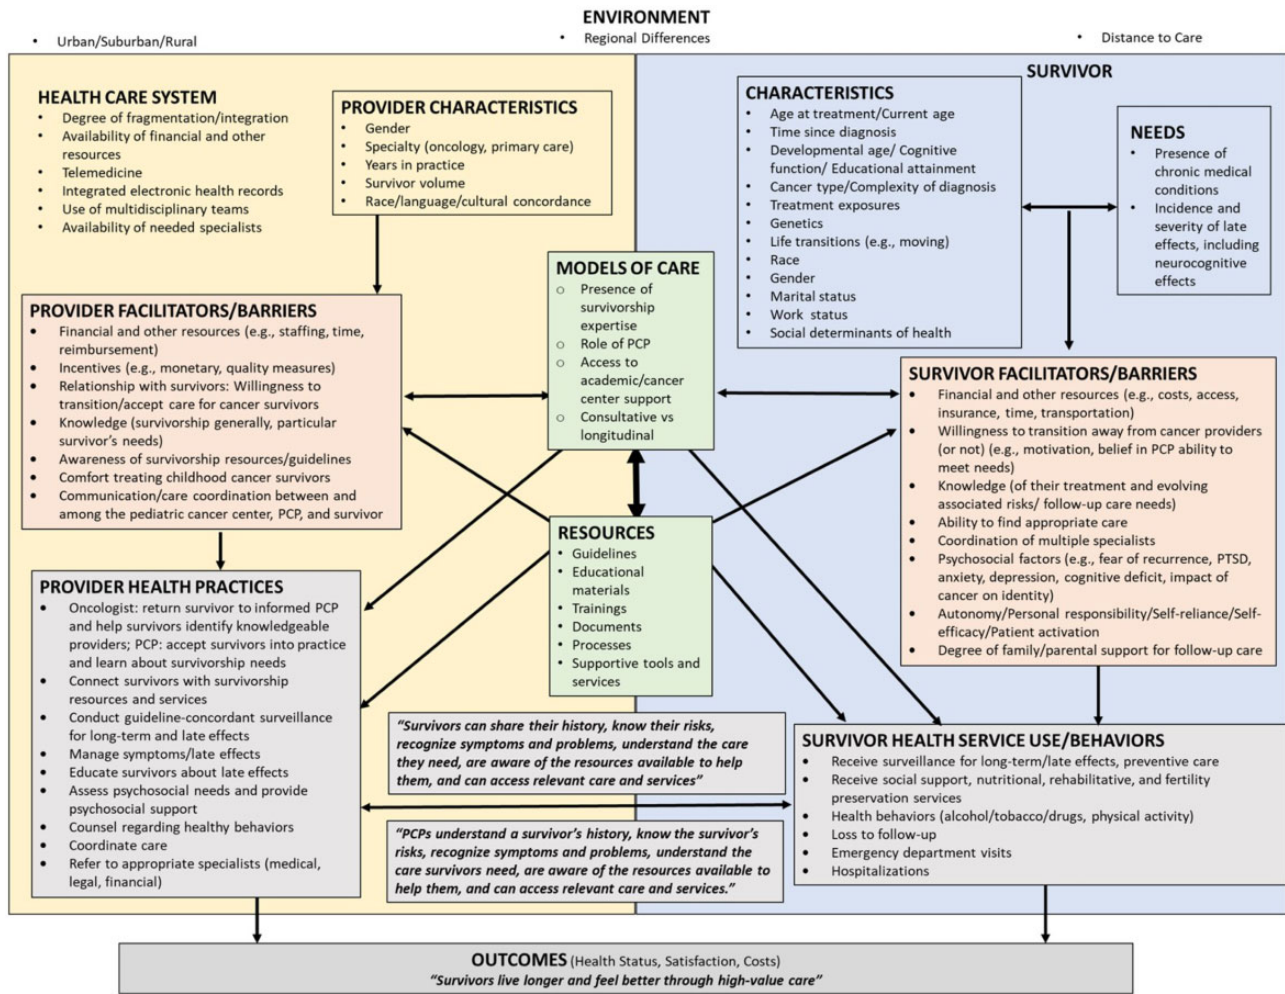 ENVIRONMENT
• Urban/Suburban/Rural
• Regional Differences
• Distance to Care
HEALTH CARE SYSTEM
• Degree of fragmentation/integration
• Availability of financial and other
resources
• Telemedicine
• Integrated electronic health records
• Use of multidisciplinary teams
• Availability of needed specialists
PROVIDER CHARACTERISTICS
• Gender
• Specialty (oncology, primary care)
• Years in practice
• Survivor volume
• Race/language/cultural concordance
PROVIDER FACILITATORS/BARRIERS
• Financial and other resources (e.g., staffing, time,
reimbursement)
• Incentives (e.g., monetary, quality measures)
• Relationship with survivors: Willingness to
transition/accept care for cancer survivors
• Knowledge (survivorship generally, particular
survivor's needs)
• Awareness of survivorship resources/guidelines
• Comfort treating childhood cancer survivors
• Communication/care coordination between and
among the pediatric cancer center, PCP, and survivor
PROVIDER HEALTH PRACTICES
• Oncologist: return survivor to informed PCP
and help survivors identify knowledgeable
providers; PCP: accept survivors into practice
and learn about survivorship needs
• Connect survivors with survivorship
resources and services
• Conduct guideline-concordant surveillance
for long-term and late effects
• Manage symptoms/late effects
• Educate survivors about late effects
• Assess psychosocial needs and provide
psychosocial support
• Counsel regarding healthy behaviors
• Coordinate care
• Refer to appropriate specialists (medical,
legal, financial)
MODELS OF CARE
o Presence of
survivorship
expertise
o Role of PCP
o Access to
academic/cancer
center support
o Consultative vs
longitudinal
RESOURCES
• Guidelines
• Educational
materials
• Trainings
• Documents
• Processes
• Supportive tools and
services
"Survivors can share their history, know their risks,
recognize symptoms and problems, understand the care
they need, are aware of the resources available to help
them, and can access relevant care and services"
"PCPs understand a survivor's history, know the survivor's
risks, recognize symptoms and problems, understand the
care survivors need, are aware of the resources available to
help them, and can access relevant care and services."
SURVIVOR
CHARACTERISTICS
• Age at treatment/Current age
• Time since diagnosis
• Developmental age/ Cognitive
function/ Educational attainment
• Cancer type/Complexity of diagnosis
• Treatment exposures
• Genetics
• Life transitions (e.g., moving)
• Race
• Gender
• Marital status
• Work status
• Social determinants of health
NEEDS
• Presence of
chronic medical
conditions
• Incidence and
severity of late
effects, including
neurocognitive
effects
SURVIVOR FACILITATORS/BARRIERS
• Financial and other resources (e.g., costs, access,
insurance, time, transportation)
• Willingness to transition away from cancer providers
(or not) (e.g., motivation, belief in PCP ability to
meet needs)
• Knowledge (of their treatment and evolving
associated risks/ follow-up care needs)
• Ability to find appropriate care
• Coordination of multiple specialists
• Psychosocial factors (e.g., fear of recurrence, PTSD,
anxiety, depression, cognitive deficit, impact of
cancer on identity)
• Autonomy/Personal responsibility/Self-reliance/Self-
efficacy/Patient activation
• Degree of family/parental support for follow-up care
SURVIVOR HEALTH SERVICE USE/BEHAVIORS
• Receive surveillance for long-term/late effects, preventive care
• Receive social support, nutritional, rehabilitative, and fertility
preservation services
• Health behaviors (alcohol/tobacco/drugs, physical activity)
• Loss to follow-up
• Emergency department visits
• Hospitalizations
OUTCOMES (Health Status, Satisfaction, Costs)
"Survivors live longer and feel better through high-value care"